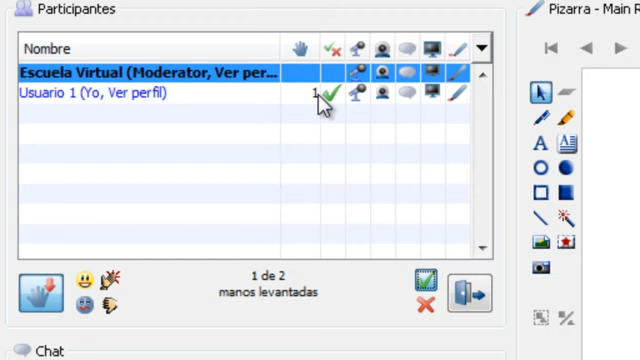 Participantes
Nombre
Escuela Virtual (Moderator, Ver per...
Usuario 1 (Yo, Ver perfil)
1
1 de 2
manos levantadas
Chat
Pizarra - Main R
A
A